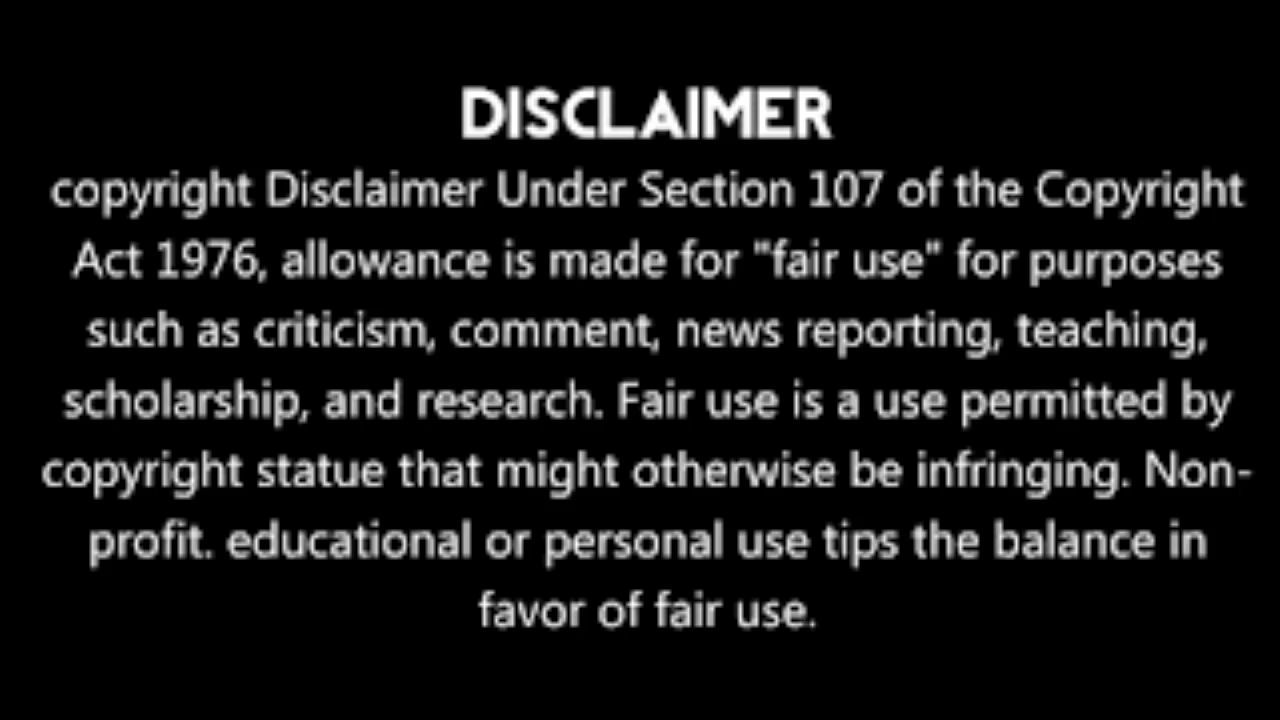 DISCLAIMER
copyright Disclaimer Under Section 107 of the Copyright
Act 1976, allowance is made for "fair use" for purposes
such as criticism, comment, news reporting, teaching,
scholarship, and research. Fair use is a use permitted by
copyright statue that might otherwise be infringing. Non-
profit. educational or personal use tips the balance in
favor of fair use.